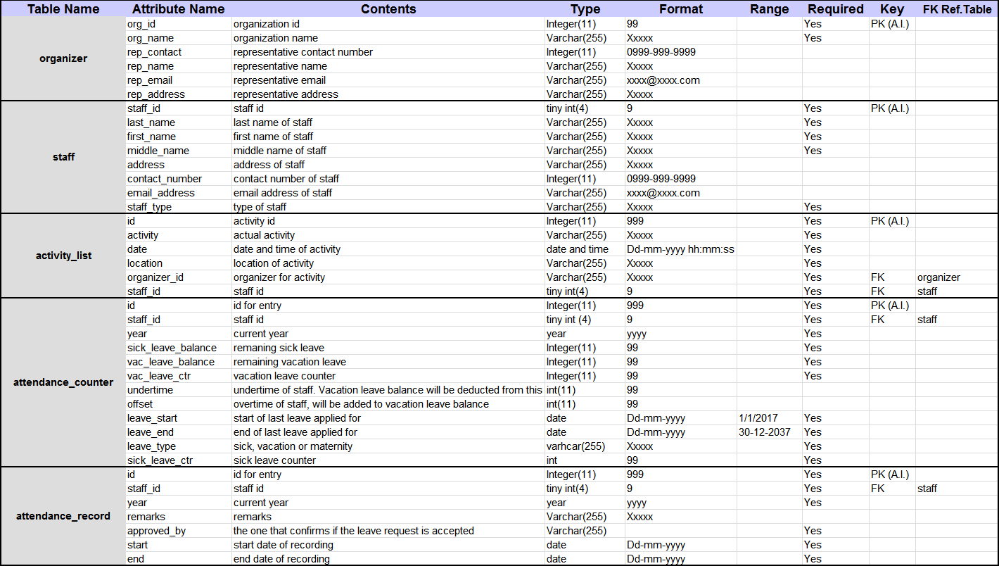 Table Name Attribute Name Contents Type Format Range Required Key FK Ref.Table
organizer
org_id organization id Integer(11) 99 Yes PK (A.I.)
org_name organization name Varchar(255) Xxxxx Yes
rep_contact representative contact number Integer(11) 0999-999-9999
rep_name representative name Varchar(255) Xxxxx
rep_email representative email Varchar(255) xxxx@xxxx.com
rep_address representative address Varchar(255) Xxxxx
staff
staff_id staff id tiny int(4) 9 Yes PK (A.I.)
last_name last name of staff Varchar(255) Xxxxx Yes
first_name first name of staff Varchar(255) Xxxxx Yes
middle_name middle name of staff Varchar(255) Xxxxx Yes
address address of staff Varchar(255) Xxxxx
contact_number contact number of staff Integer(11) 0999-999-9999
email_address email address of staff Varchar(255) xxxx@xxxx.com
staff_type type of staff Varchar(255) Xxxxx Yes
activity_list
id activity id Integer(11) 999 Yes PK (A.I.)
activity actual activity Varchar(255) Xxxxx Yes
date date and time of activity date and time Dd-mm-yyyy hh:mm:ss Yes
location location of activity Varchar(255) Xxxxx Yes
organizer_id organizer for activity Varchar(255) Xxxxx Yes FK organizer
staff_id staff id tiny int(4) 9 Yes FK staff
attendance_counter
id id for entry Integer(11) 999 Yes PK (A.I.)
staff_id staff id tiny int (4) 9 Yes FK staff
year current year year yyyy Yes
sick_leave_balance remaning sick leave Integer(11) 99 Yes
vac_leave_balance remaining vacation leave Integer(11) 99 Yes
vac_leave_ctr vacation leave counter Integer(11) 99 Yes
undertime undertime of staff. Vacation leave balance will be deducted from this int(11) 99
offset overtime of staff, will be added to vacation leave balance int(11) 99
leave_start start of last leave applied for date Dd-mm-yyyy 1/1/2017 Yes
leave_end end of last leave applied for date Dd-mm-yyyy 30-12-2037 Yes
leave_type sick, vacation or maternity varhcar(255) Xxxxx Yes
sick_leave_ctr sick leave counter int 99 Yes
attendance_record
id id for entry Integer(11) 999 Yes PK (A.I.)
staff_id staff id tiny int(4) 9 Yes FK staff
year current year year yyyy Yes
remarks remarks Varchar(255) Xxxxx
approved_by the one that confirms if the leave request is accepted Varchar(255) Yes
start start date of recording date Dd-mm-yyyy Yes
end end date of recording date Dd-mm-yyyy Yes